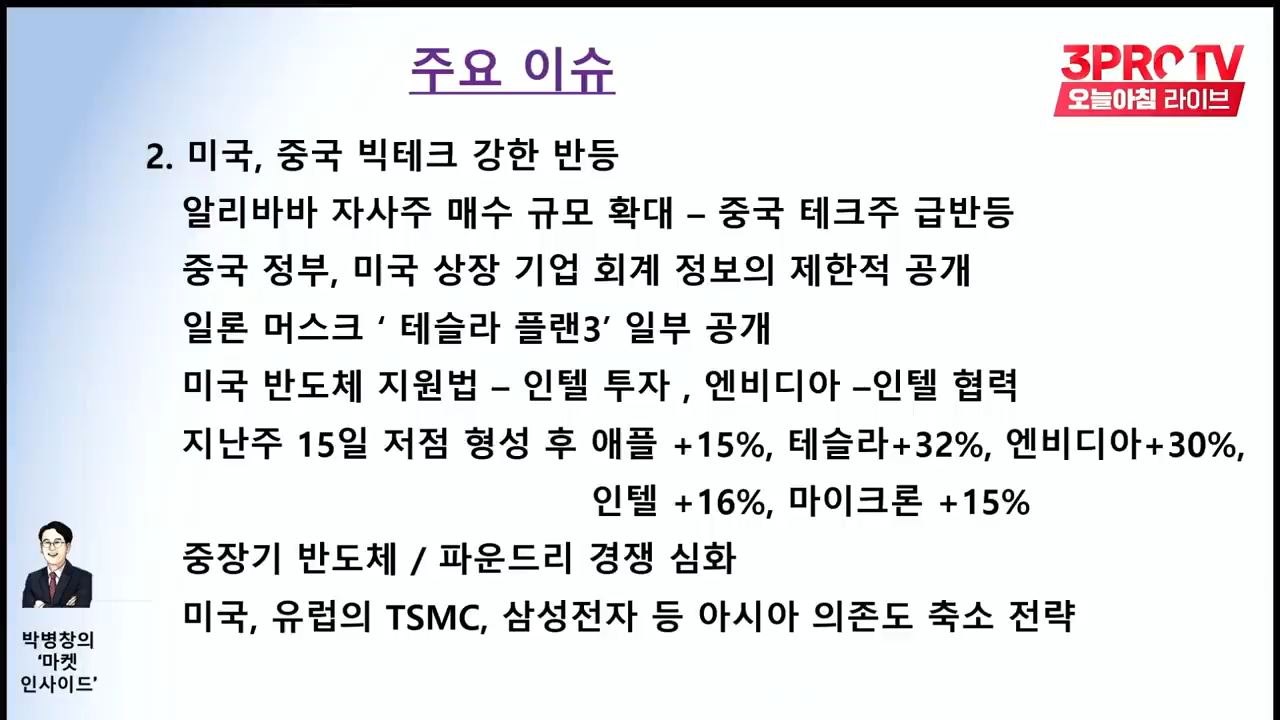 주요 이슈
3PRO TV
오늘아침 라이브
2. 미국, 중국 빅테크 강한 반등
알리바바 자사주 매수 규모 확대 – 중국 테크주 급반등
중국 정부, 미국 상장 기업 회계 정보의 제한적 공개
일론 머스크 ‘ 테슬라 플랜3’ 일부 공개
미국 반도체 지원법 – 인텔 투자 , 엔비디아 –인텔 협력
지난주 15일 저점 형성 후 애플 +15%, 테슬라+32%, 엔비디아+30%,
인텔 +16%, 마이크론 +15%
중장기 반도체 / 파운드리 경쟁 심화
미국, 유럽의 TSMC, 삼성전자 등 아시아 의존도 축소 전략
박병창의
‘마켓
인사이드’